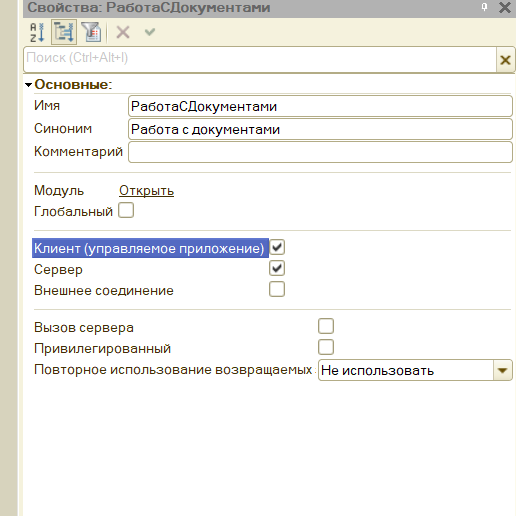 Свойства: РаботаСДокументами
Поиск (Ctrl+Alt+I)
Основные:
Имя РаботаСДокументами
Синоним Работа с документами
Комментарий
Модуль Открыть
Глобальный
Клиент (управляемое приложение)
Сервер
Внешнее соединение
Вызов сервера
Привилегированный
Повторное использование возвращаемых Не использовать